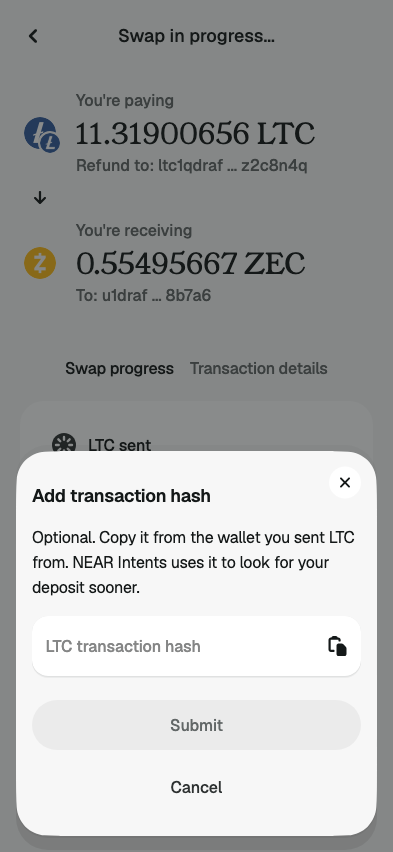 Swap in progress...
You're paying
11.31900656 LTC
Refund to: ltc1qdraf ... z2c8n4q
You're receiving
0.55495667 ZEC
To: u1draf ... 8b7a6
Swap progress Transaction details
LTC sent
Add transaction hash
Optional. Copy it from the wallet you sent LTC
from. NEAR Intents uses it to look for your
deposit sooner.
LTC transaction hash
Submit
Cancel